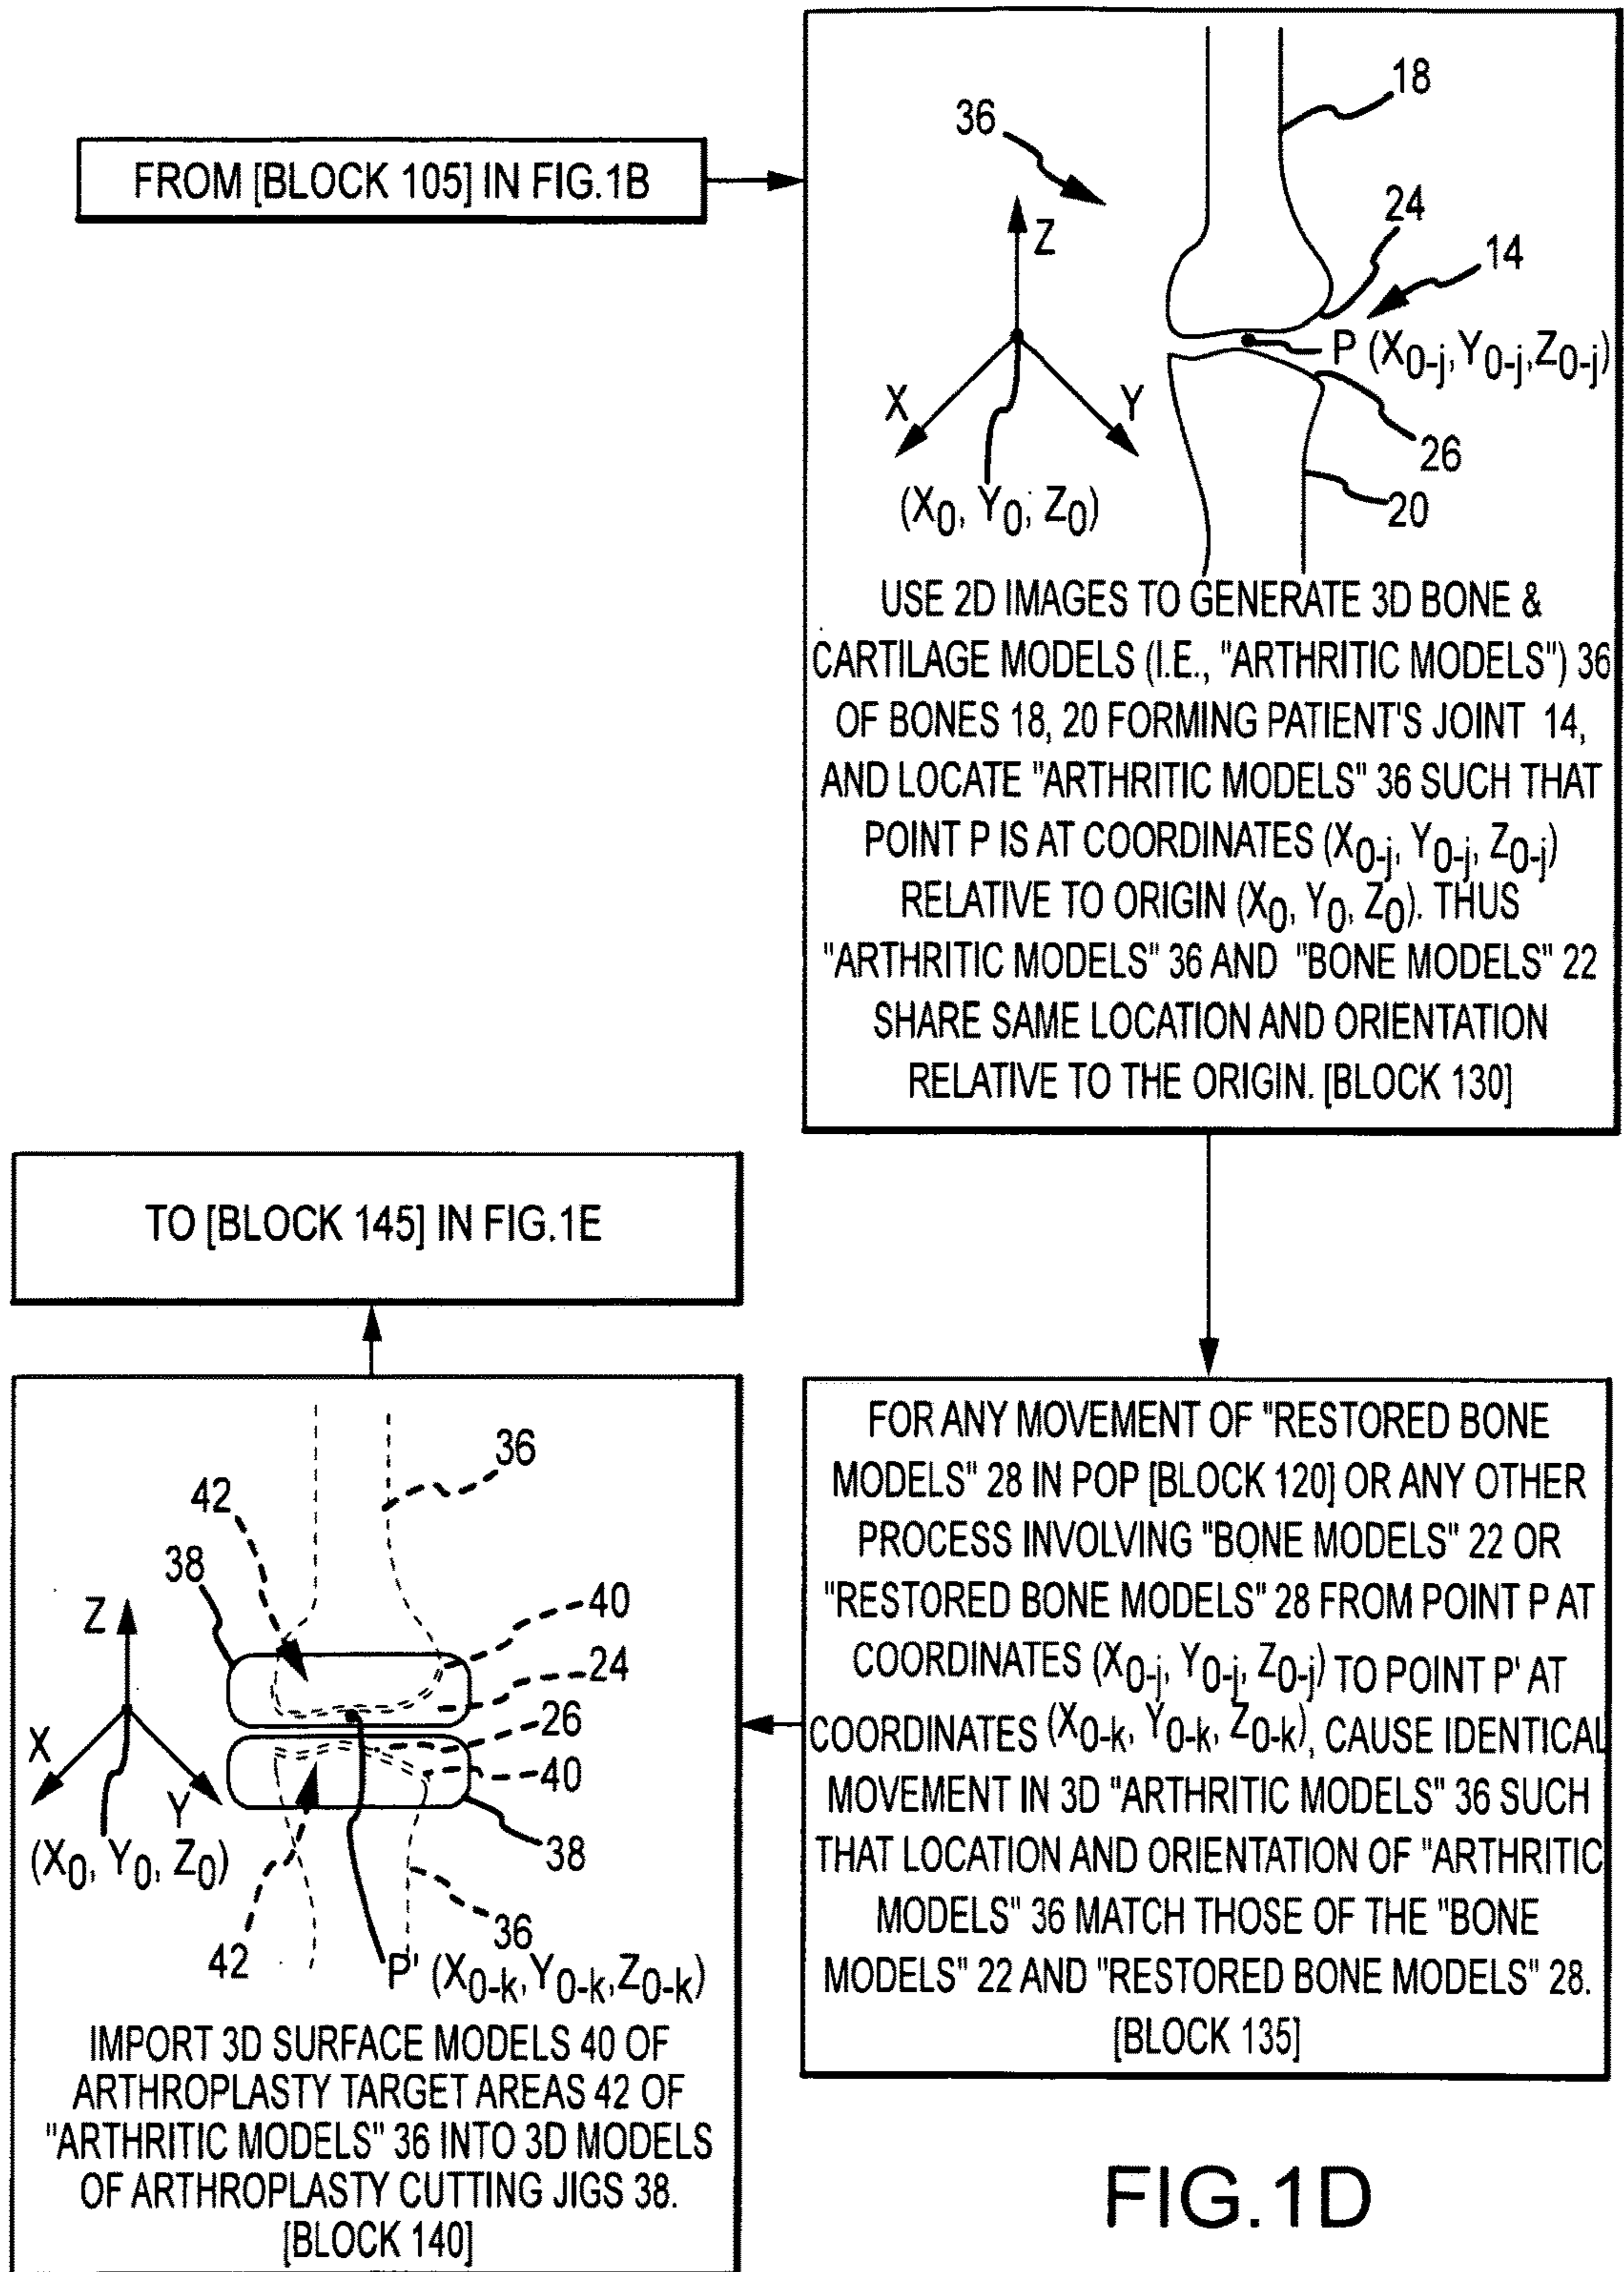 FROM [BLOCK 105] IN FIG.1B
36
18
24
14
Z
X
Y
P (X0-j,Y0-j,Z0-j)
26
20
(X0, Y0, Z0)
USE 2D IMAGES TO GENERATE 3D BONE &
CARTILAGE MODELS (I.E., "ARTHRITIC MODELS") 36
OF BONES 18, 20 FORMING PATIENT'S JOINT 14,
AND LOCATE "ARTHRITIC MODELS" 36 SUCH THAT
POINT P IS AT COORDINATES (X0-j, Y0-j, Z0-j)
RELATIVE TO ORIGIN (X0, Y0, Z0). THUS
"ARTHRITIC MODELS" 36 AND "BONE MODELS" 22
SHARE SAME LOCATION AND ORIENTATION
RELATIVE TO THE ORIGIN. [BLOCK 130]
FOR ANY MOVEMENT OF "RESTORED BONE
MODELS" 28 IN POP [BLOCK 120] OR ANY OTHER
PROCESS INVOLVING "BONE MODELS" 22 OR
"RESTORED BONE MODELS" 28 FROM POINT P AT
COORDINATES (X0-j, Y0-j, Z0-j) TO POINT P' AT
COORDINATES (X0-k, Y0-k, Z0-k), CAUSE IDENTICAL
MOVEMENT IN 3D "ARTHRITIC MODELS" 36 SUCH
THAT LOCATION AND ORIENTATION OF "ARTHRITIC
MODELS" 36 MATCH THOSE OF THE "BONE
MODELS" 22 AND "RESTORED BONE MODELS" 28.
[BLOCK 135]
36
42
38
40
24
26
40
38
36
42
Z
X
Y
(X0, Y0, Z0)
P' (X0-k,Y0-k,Z0-k)
IMPORT 3D SURFACE MODELS 40 OF
ARTHROPLASTY TARGET AREAS 42 OF
"ARTHRITIC MODELS" 36 INTO 3D MODELS
OF ARTHROPLASTY CUTTING JIGS 38.
[BLOCK 140]
TO [BLOCK 145] IN FIG.1E
FIG.1D